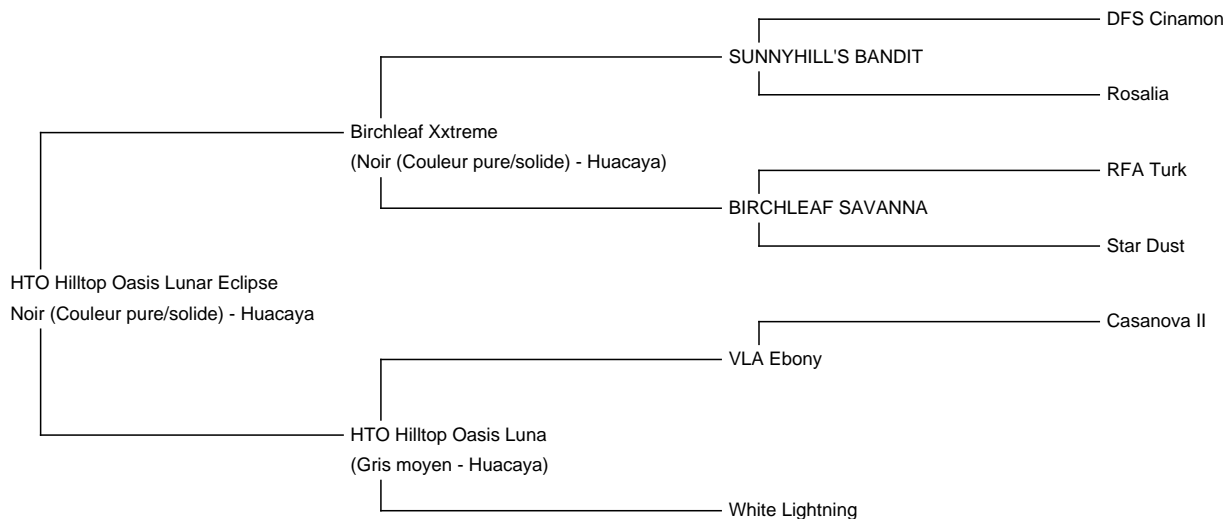 DFS Cinamon
SUNNYHILL'S BANDIT
Rosalia
Birchleaf Xxtreme
(Noir (Couleur pure/solide) - Huacaya)
RFA Turk
BIRCHLEAF SAVANNA
Star Dust
HTO Hilltop Oasis Lunar Eclipse
Noir (Couleur pure/solide) - Huacaya
Casanova II
VLA Ebony
HTO Hilltop Oasis Luna
(Gris moyen - Huacaya)
White Lightning